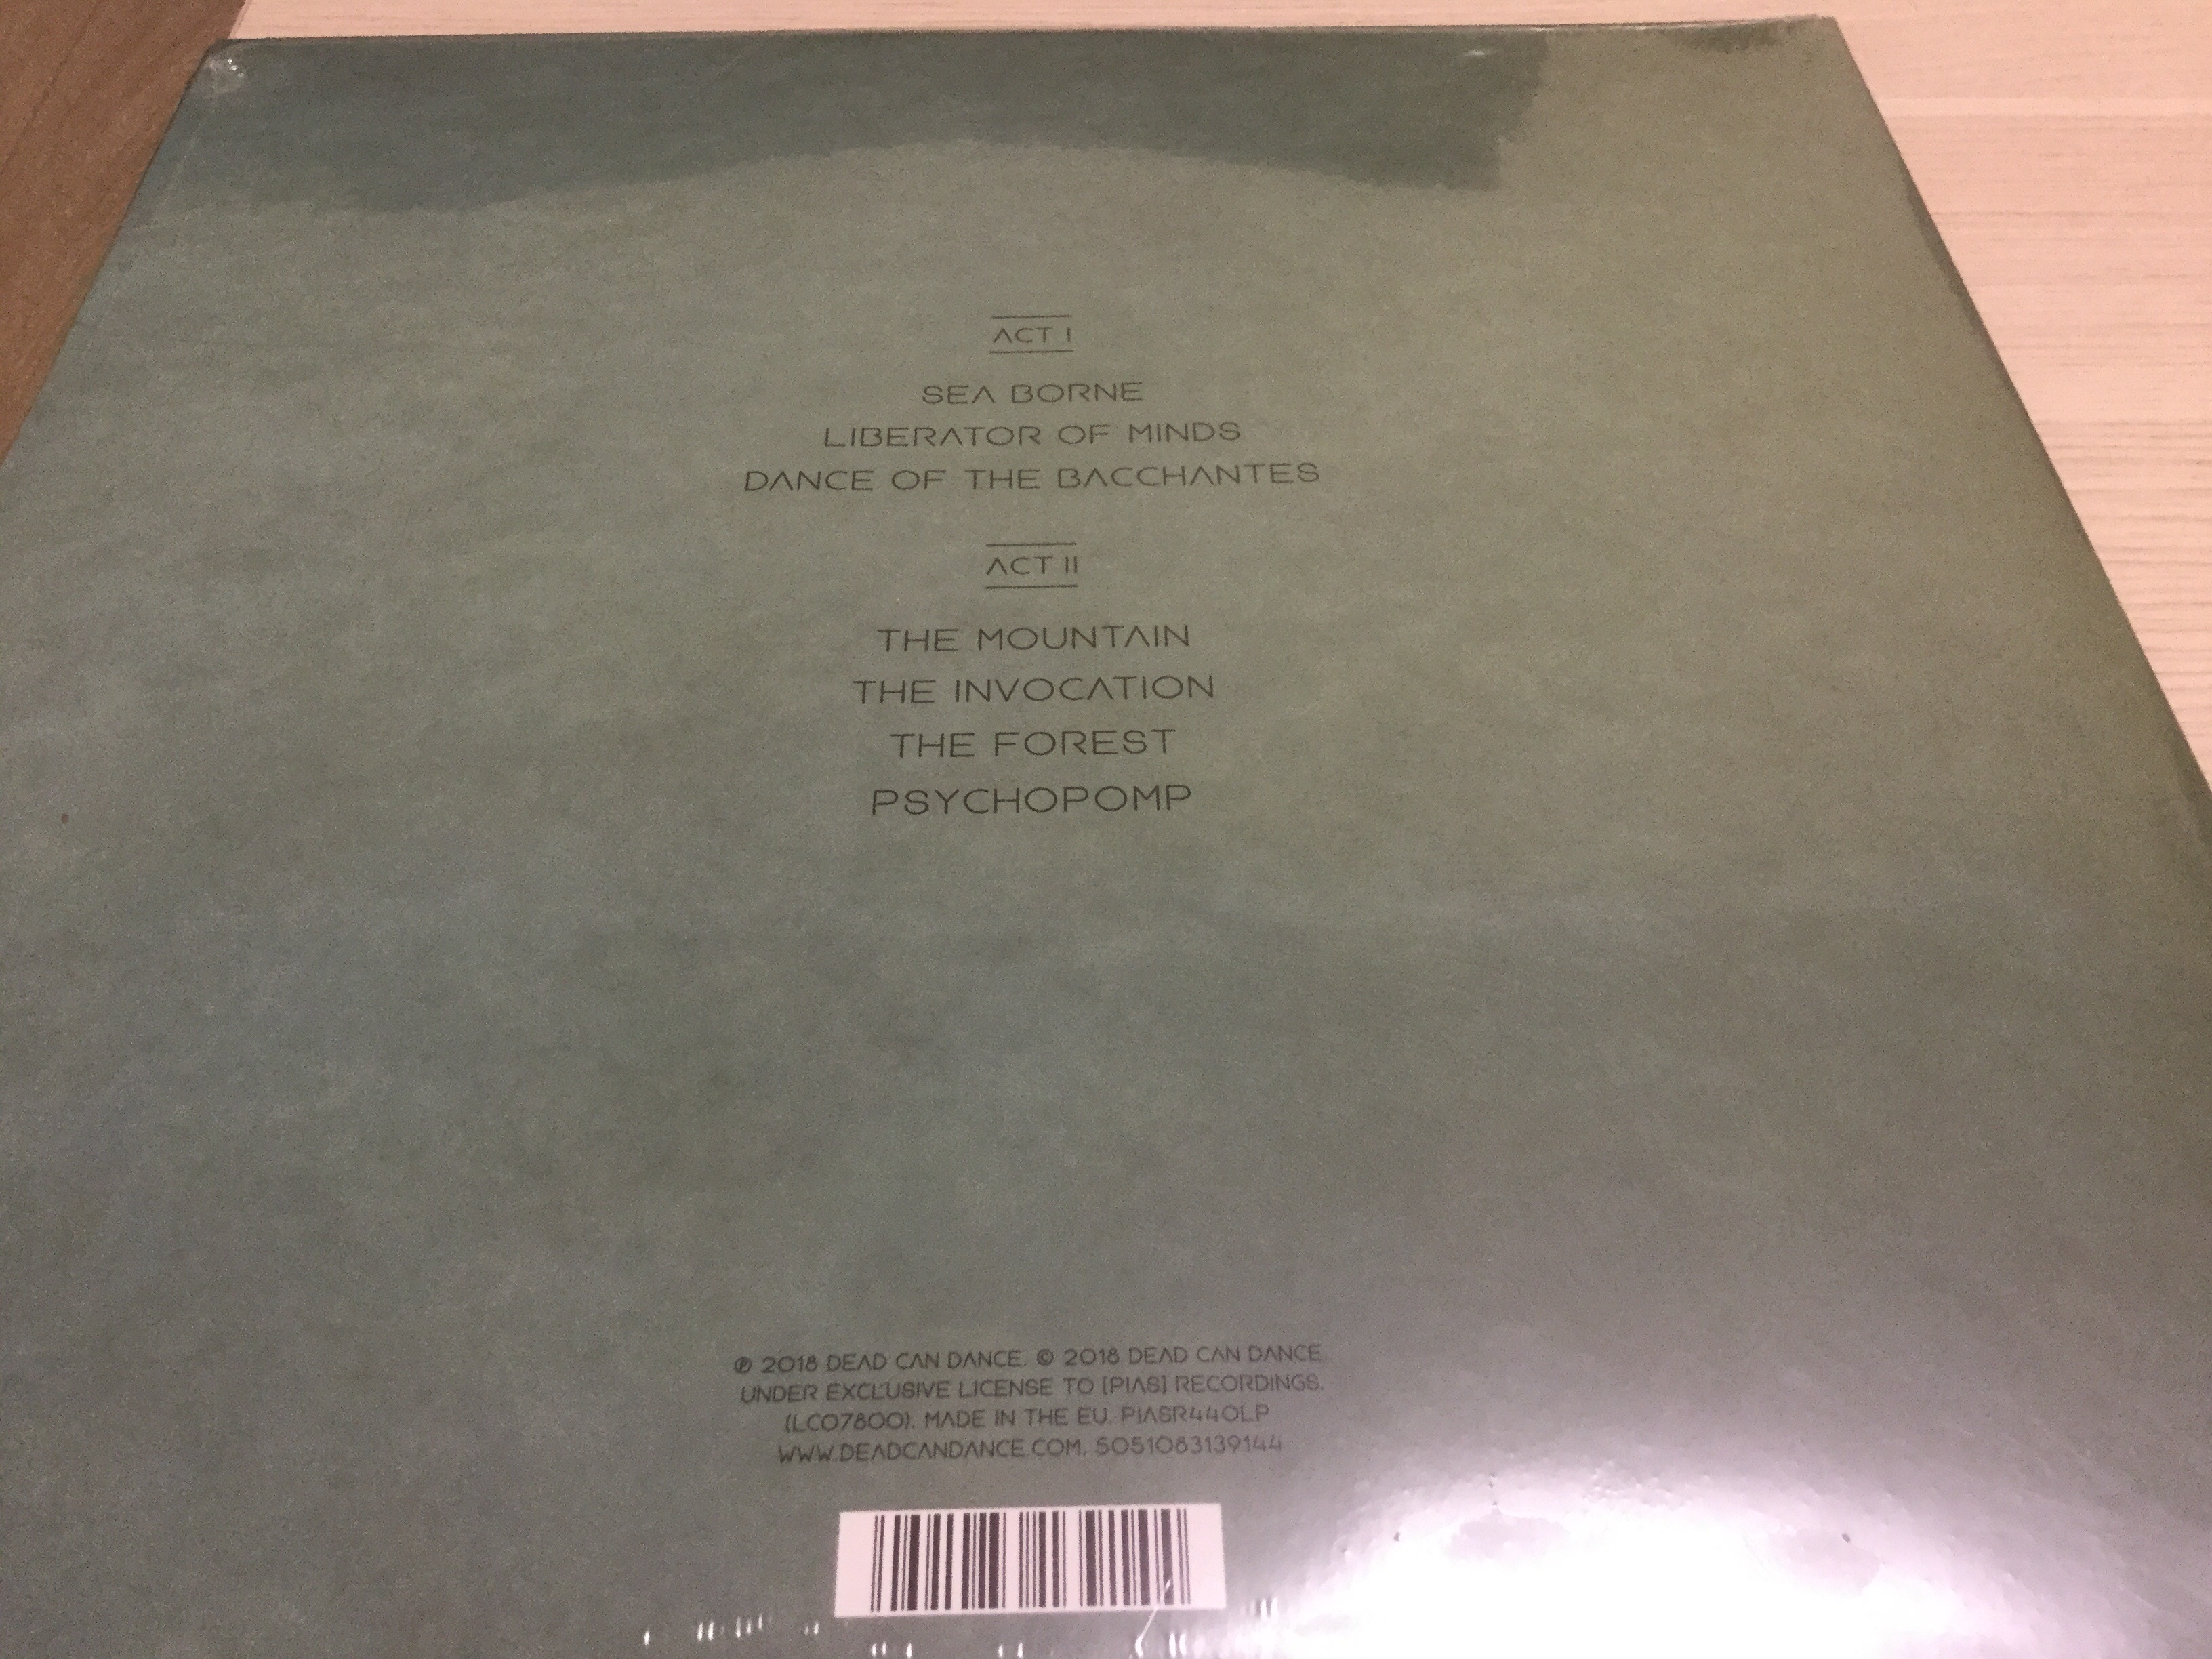 ACT I
SEA BORNE
LIBERATOR OF MINDS
DANCE OF THE BACCHANTES
ACT II
THE MOUNTAIN
THE INVOCATION
THE FOREST
PSYCHOPOMP
℗ 2018 DEAD CAN DANCE. © 2018 DEAD CAN DANCE.
UNDER EXCLUSIVE LICENSE TO [PIAS] RECORDINGS.
(LC07800). MADE IN THE EU. PIASR440LP
WWW.DEADCANDANCE.COM. 5051083139144